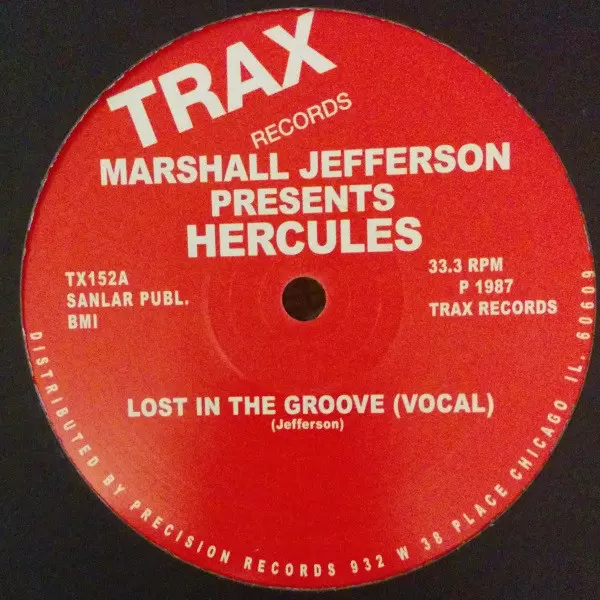 TRAX
RECORDS
MARSHALL JEFFERSON
PRESENTS
HERCULES
TX152A
SANLAR PUBL.
BMI
33.3 RPM
P 1987
TRAX RECORDS
LOST IN THE GROOVE (VOCAL)
(Jefferson)
DISTRIBUTED BY PRECISION RECORDS 932 W 38 PLACE CHICAGO IL. 60609